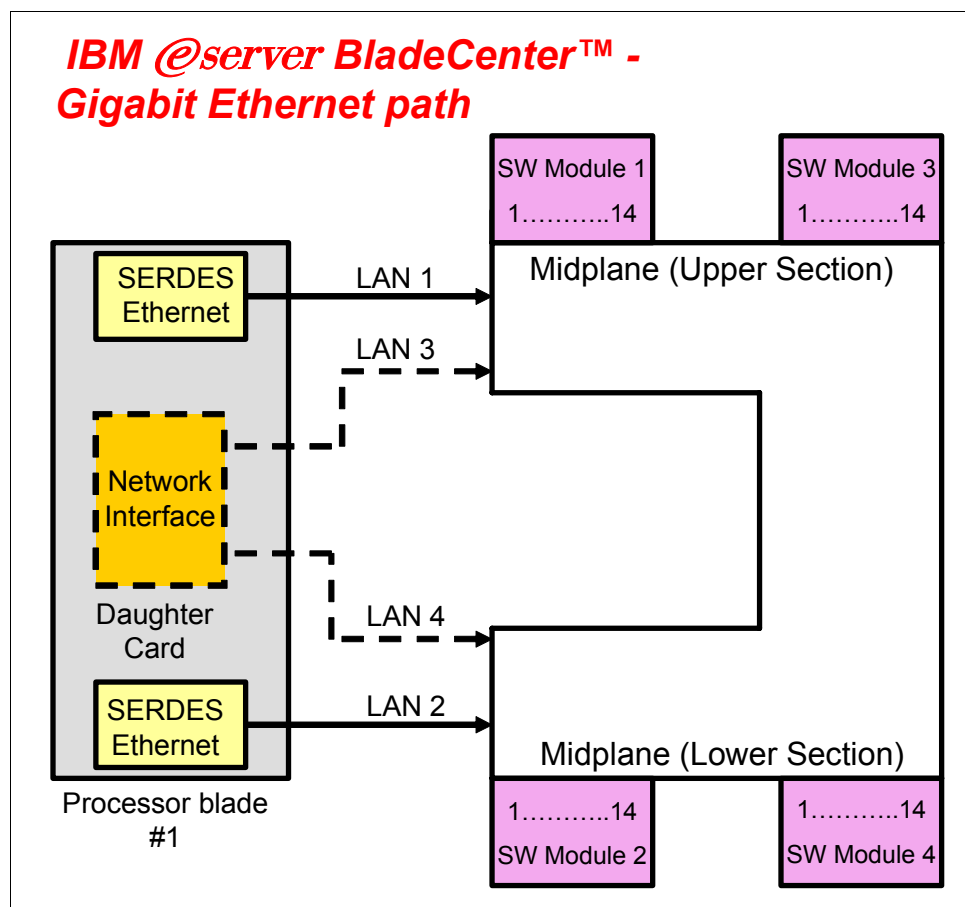 IBM @server BladeCenter™ -
Gigabit Ethernet path
SW Module 1
1………..14
SW Module 3
1………..14
Midplane (Upper Section)
SERDES
Ethernet
LAN 1
LAN 3
Network
Interface
Daughter
Card
LAN 4
SERDES
Ethernet
LAN 2
Midplane (Lower Section)
Processor blade
#1
1………..14
SW Module 2
1………..14
SW Module 4